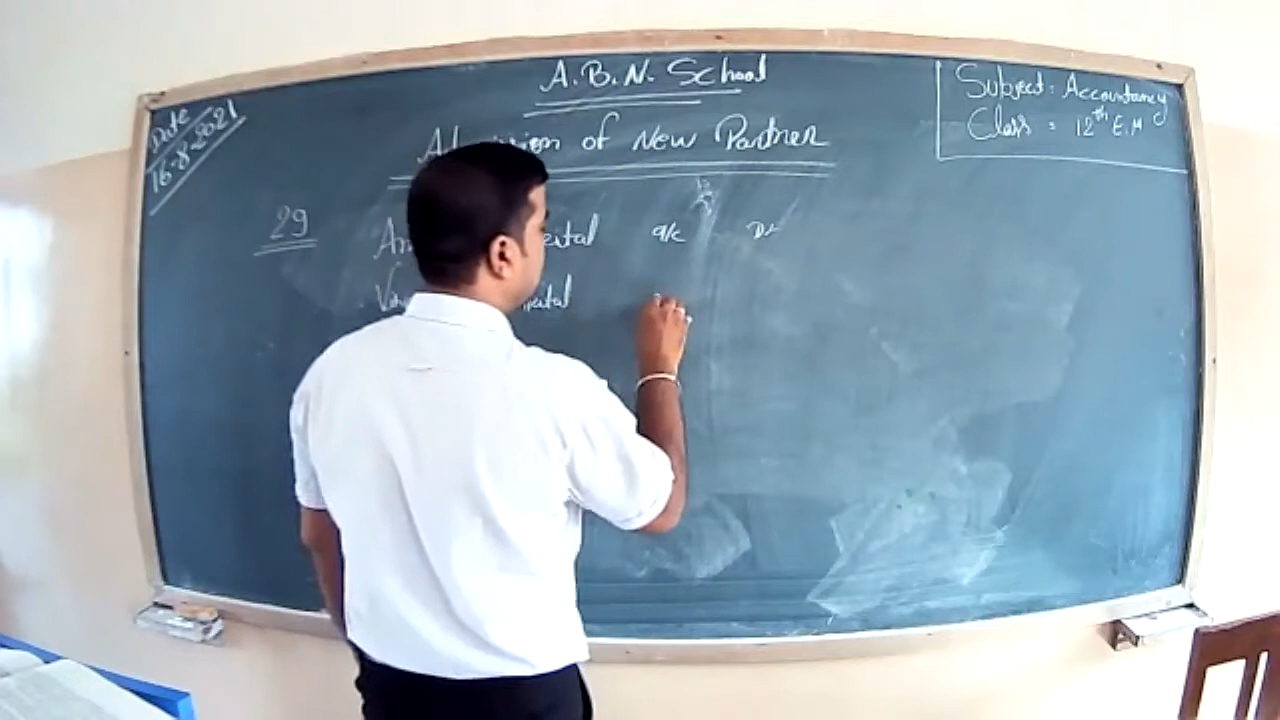 A.B.N. School
Subject: Accountancy
Class = 12th E.M
Date
16-8-2021
of New Partner
29
a/c Dr